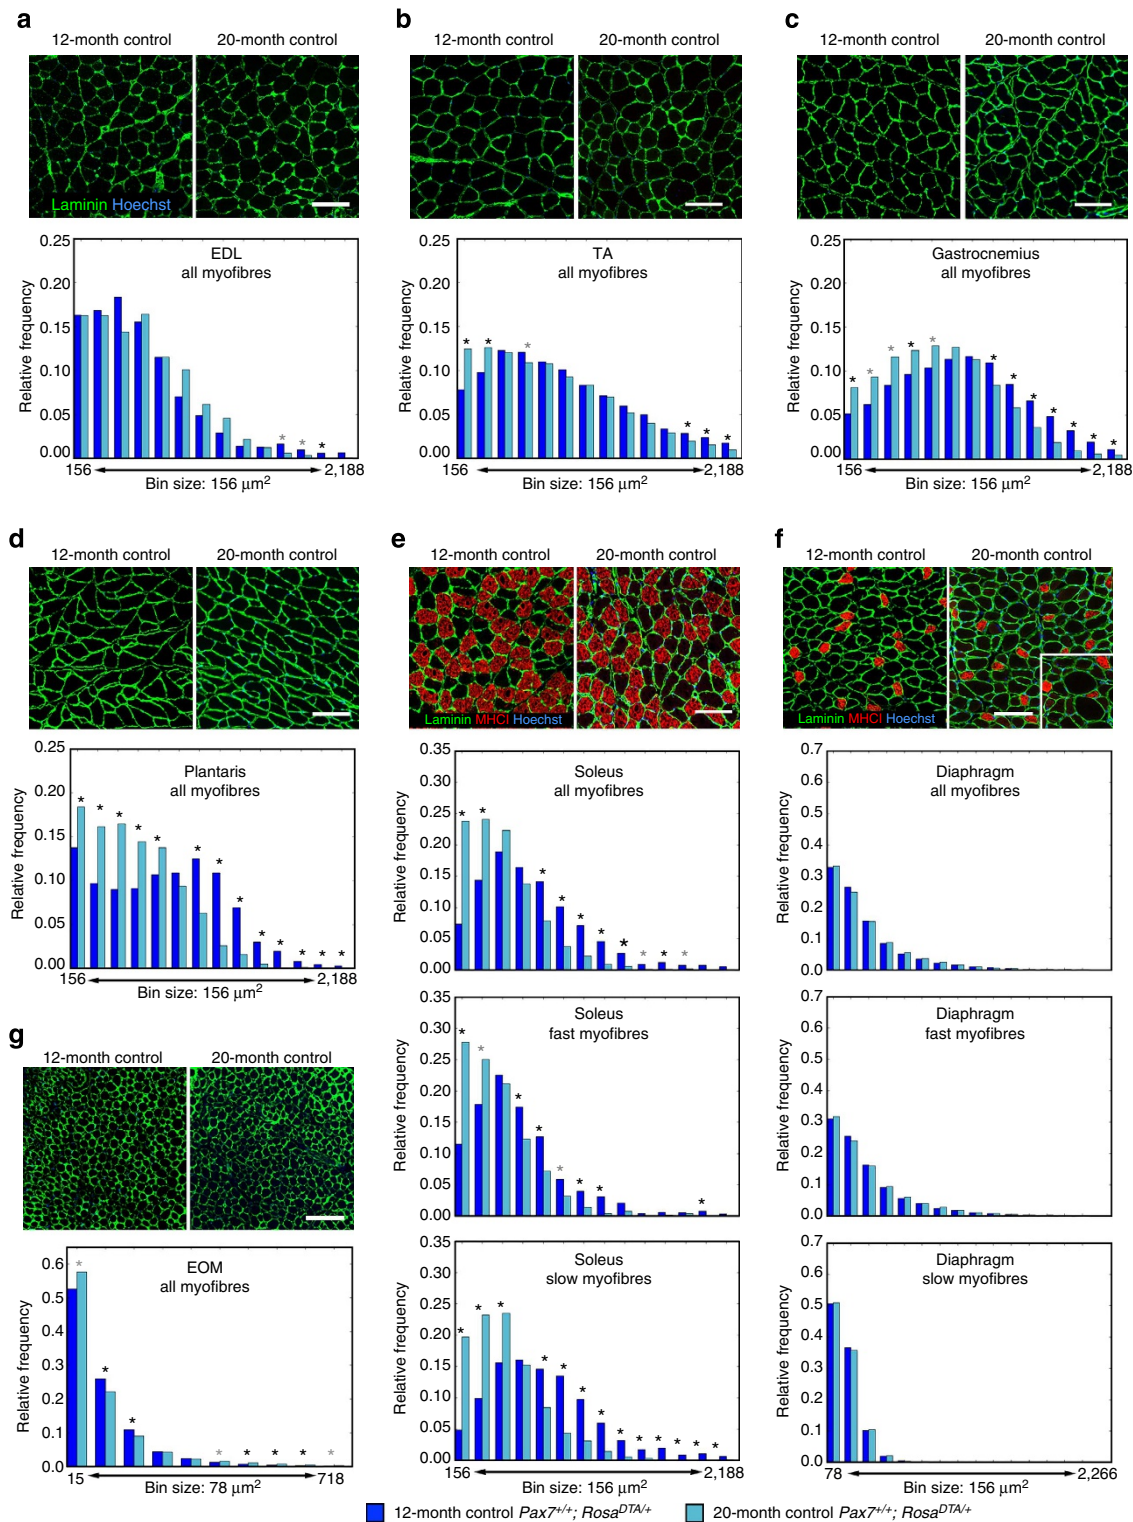 a
12-month control 20-month control
Laminin Hoechst
EDL
all myofibres
Relative frequency
0.25
0.20
0.15
0.10
0.05
0.00
* * *
156 2,188
Bin size: 156 µm2
b
12-month control 20-month control
TA
all myofibres
Relative frequency
0.25
0.20
0.15
0.10
0.05
0.00
* * * * * *
156 2,188
Bin size: 156 µm2
c
12-month control 20-month control
Gastrocnemius
all myofibres
Relative frequency
0.25
0.20
0.15
0.10
0.05
0.00
* * * * * * * * * * * *
156 2,188
Bin size: 156 µm2
d
12-month control 20-month control
Plantaris
all myofibres
Relative frequency
0.25
0.20
0.15
0.10
0.05
0.00
* * * * * * * * * * * * *
156 2,188
Bin size: 156 µm2
e
12-month control 20-month control
Laminin MHCI Hoechst
Soleus
all myofibres
Relative frequency
0.35
0.30
0.25
0.20
0.15
0.10
0.05
0.00
* * * * * * * * * *
Soleus
fast myofibres
Relative frequency
0.35
0.30
0.25
0.20
0.15
0.10
0.05
0.00
* * * * * * * *
Soleus
slow myofibres
Relative frequency
0.35
0.30
0.25
0.20
0.15
0.10
0.05
0.00
* * * * * * * * * * * *
156 2,188
Bin size: 156 µm2
f
12-month control 20-month control
Laminin MHCI Hoechst
Diaphragm
all myofibres
Relative frequency
0.7
0.6
0.5
0.4
0.3
0.2
0.1
0.0
Diaphragm
fast myofibres
Relative frequency
0.7
0.6
0.5
0.4
0.3
0.2
0.1
0.0
Diaphragm
slow myofibres
Relative frequency
0.7
0.6
0.5
0.4
0.3
0.2
0.1
0.0
78 2,266
Bin size: 156 µm2
g
12-month control 20-month control
EOM
all myofibres
Relative frequency
0.6
0.5
0.4
0.3
0.2
0.1
0.0
* * * * * * * *
15 718
Bin size: 78 µm2
12-month control Pax7+/+; RosaDTA/+ 20-month control Pax7+/+; RosaDTA/+